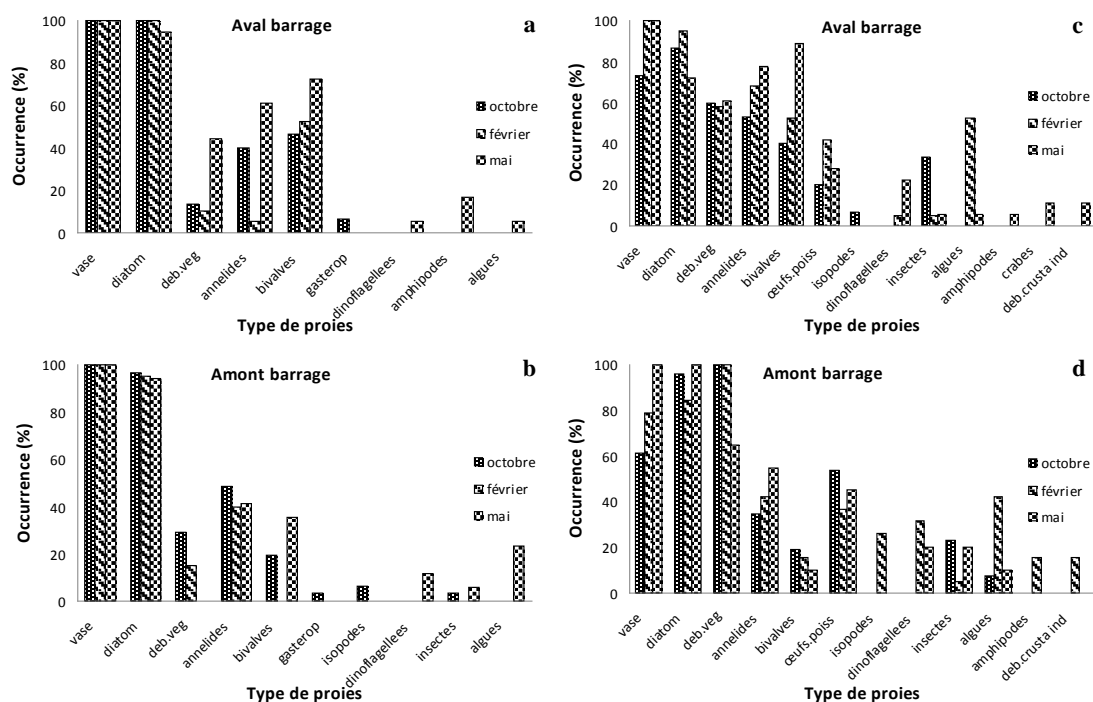 Aval barrage
a
Occurrence (%)
100
80
60
40
20
0
octobre
février
mai
vase
diatom
deb.veg
annelides
bivalves
gasterop
dinoflagellees
amphipodes
algues
Type de proies
Aval barrage
c
Occurrence (%)
100
80
60
40
20
0
octobre
février
mai
vase
diatom
deb.veg
annelides
bivalves
œufs.poiss
isopodes
dinoflagellees
insectes
algues
amphipodes
crabes
deb.crusta ind
Type de proies
Amont barrage
b
Occurrence (%)
100
80
60
40
20
0
octobre
février
mai
vase
diatom
deb.veg
annelides
bivalves
gasterop
isopodes
dinoflagellees
insectes
algues
Type de proies
Amont barrage
d
Occurrence (%)
100
80
60
40
20
0
octobre
février
mai
vase
diatom
deb.veg
annelides
bivalves
œufs.poiss
isopodes
dinoflagellees
insectes
algues
amphipodes
deb.crusta ind
Type de proies